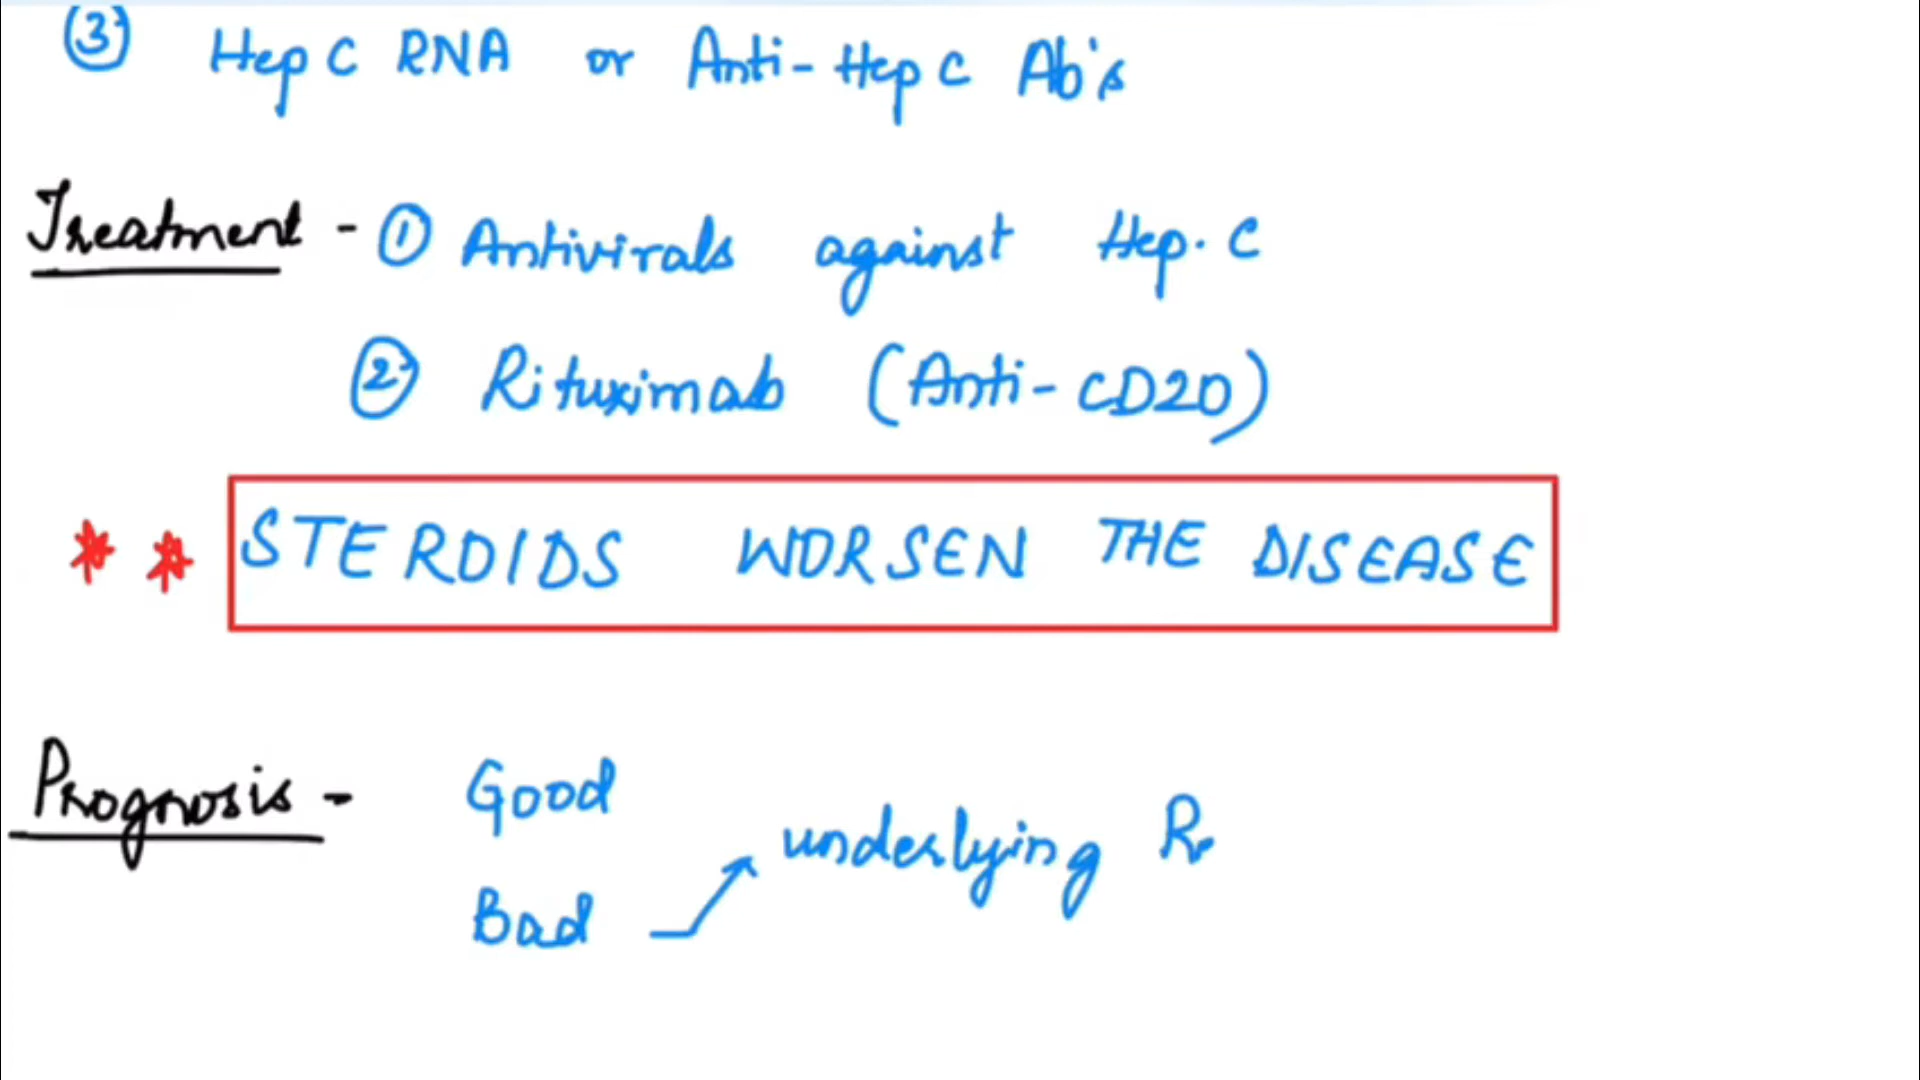 ③ Hep C RNA or Anti-Hep C Ab's
Treatment - ① Antivirals against Hep. C
② Rituximab (Anti-CD20)
** STEROIDS WORSEN THE DISEASE
Prognosis - Good
Bad underlying R